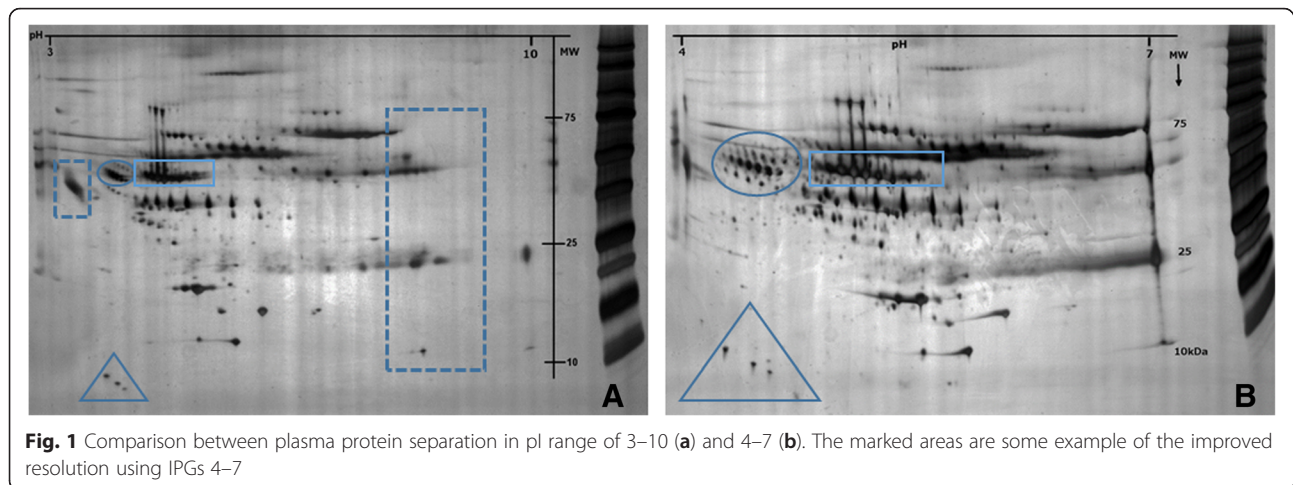 pH
3
10
MW
75
25
10
A
pH
4
7
MW
75
25
10kDa
B
Fig. 1 Comparison between plasma protein separation in pI range of 3–10 (a) and 4–7 (b). The marked areas are some example of the improved
resolution using IPGs 4–7